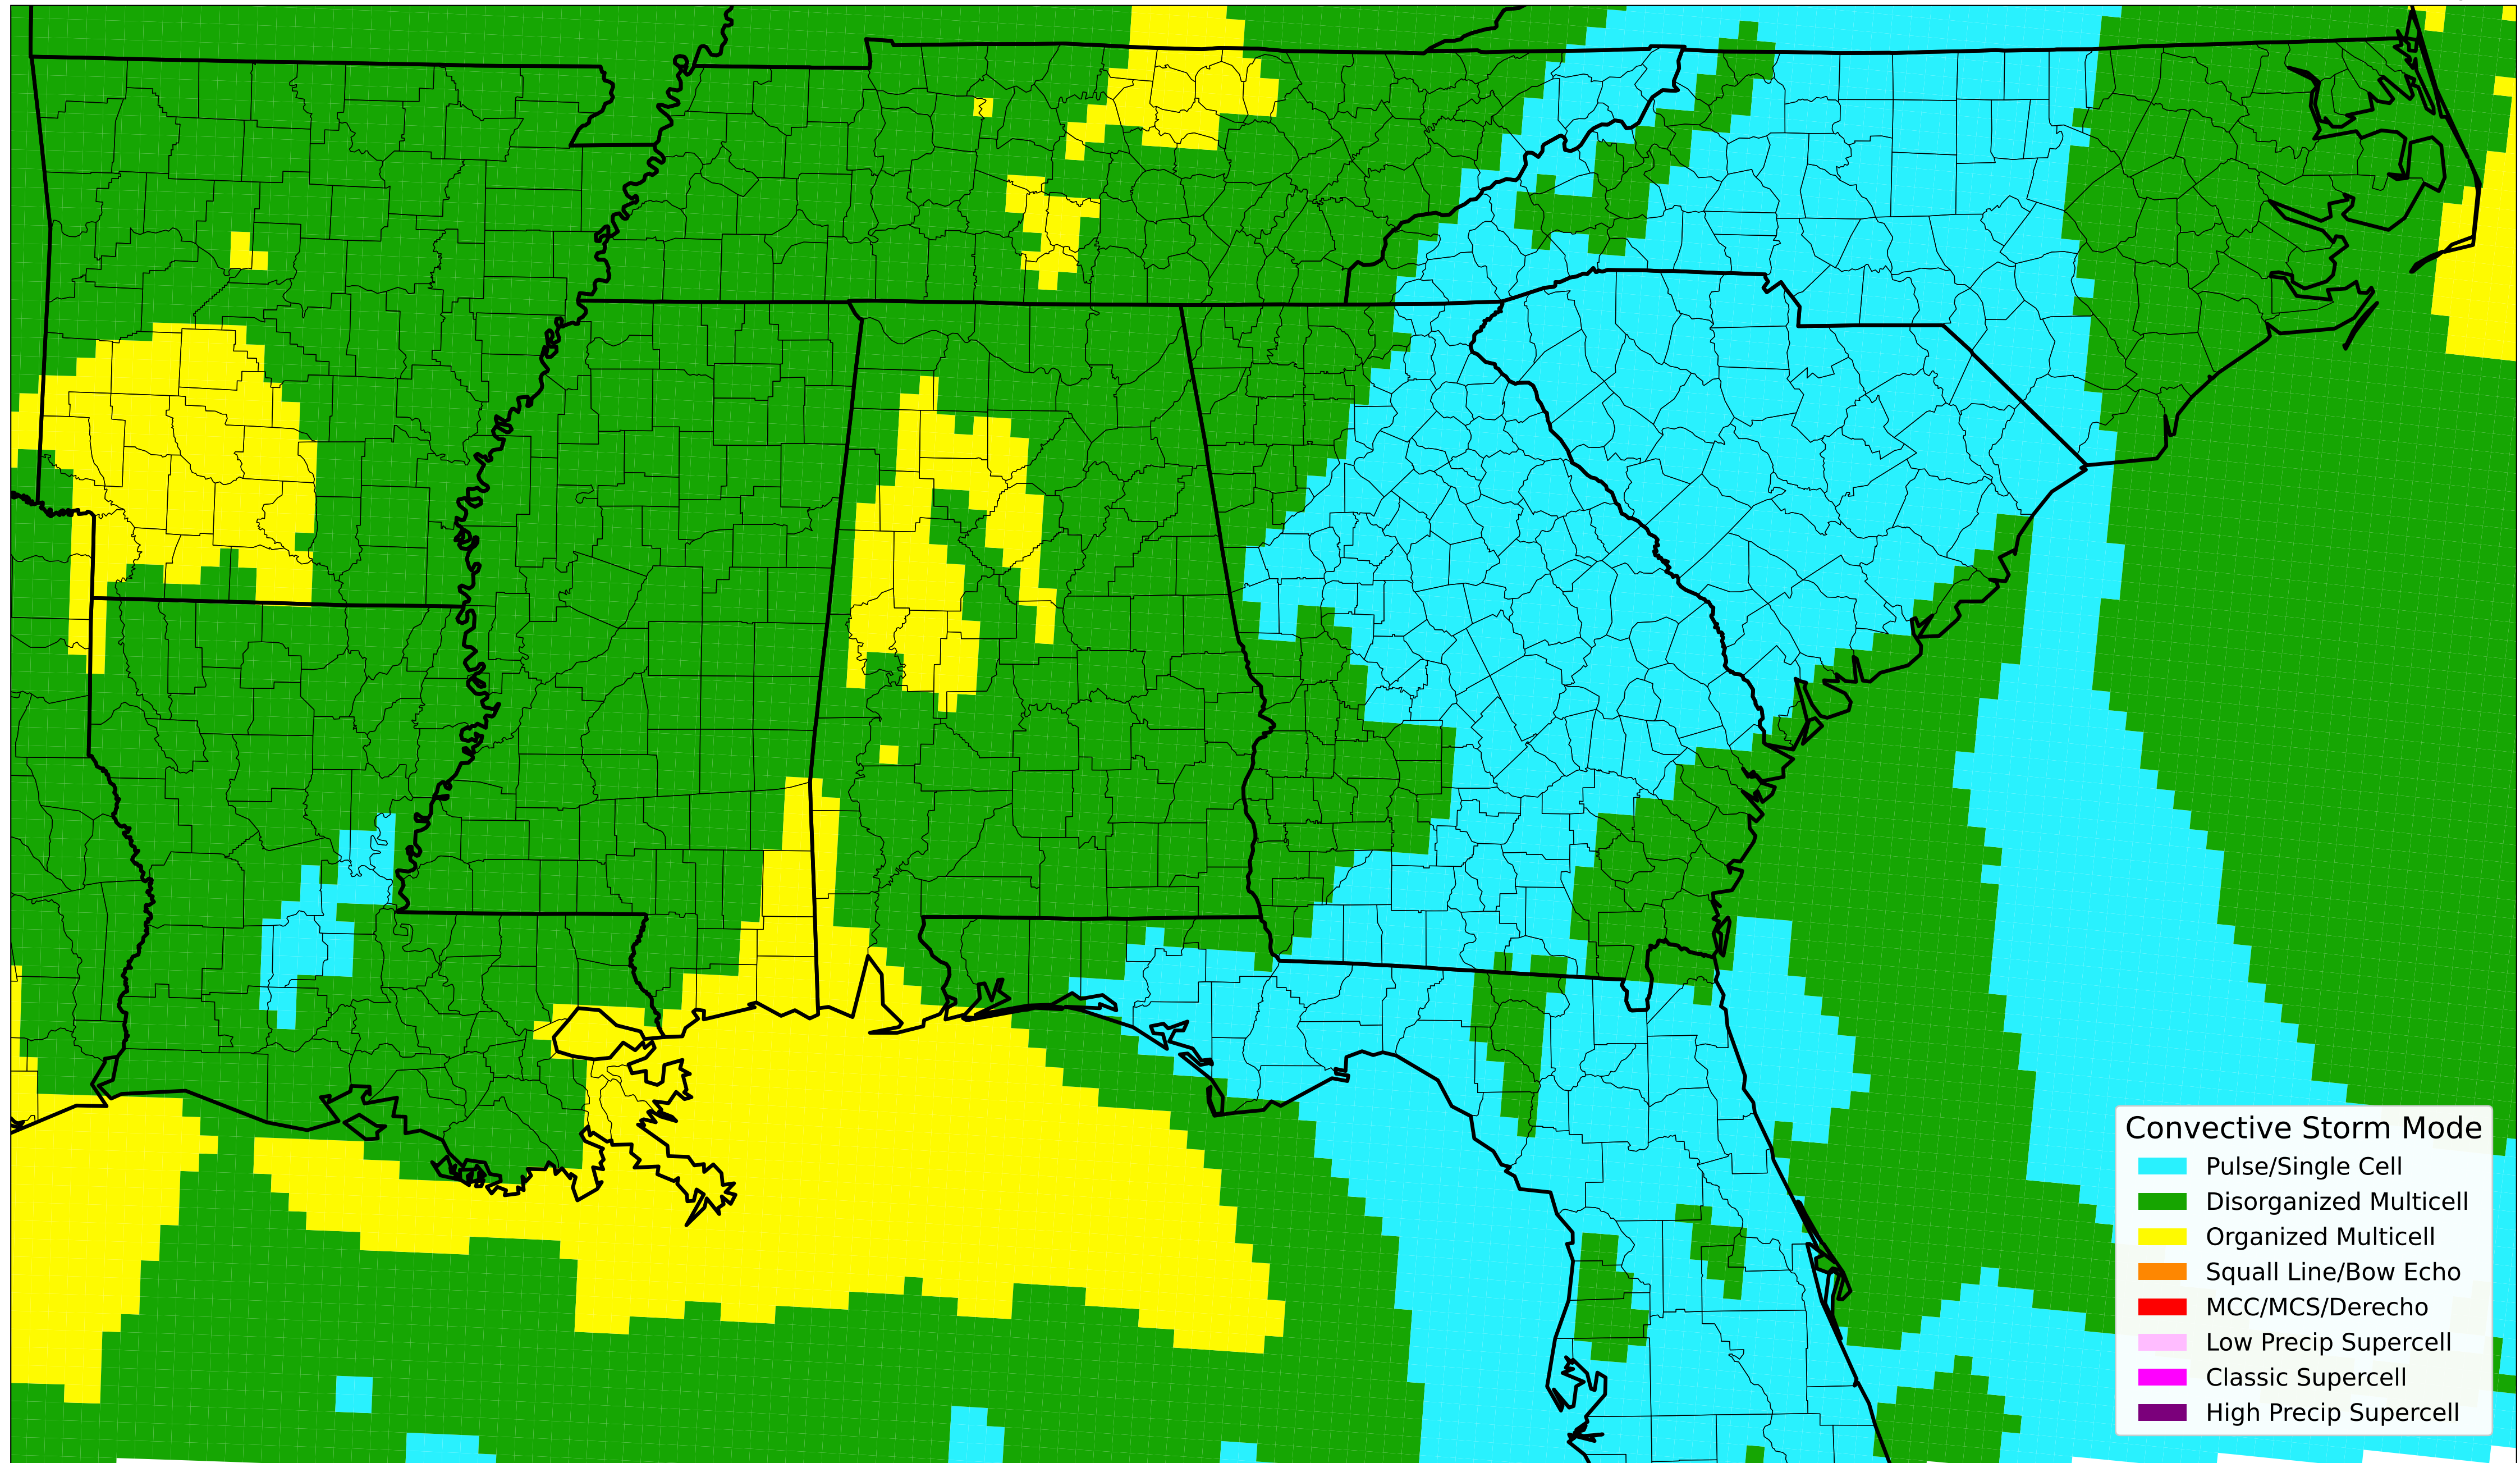 Convective Storm Mode
Pulse/Single Cell
Disorganized Multicell
Organized Multicell
Squall Line/Bow Echo
MCC/MCS/Derecho
Low Precip Supercell
Classic Supercell
High Precip Supercell